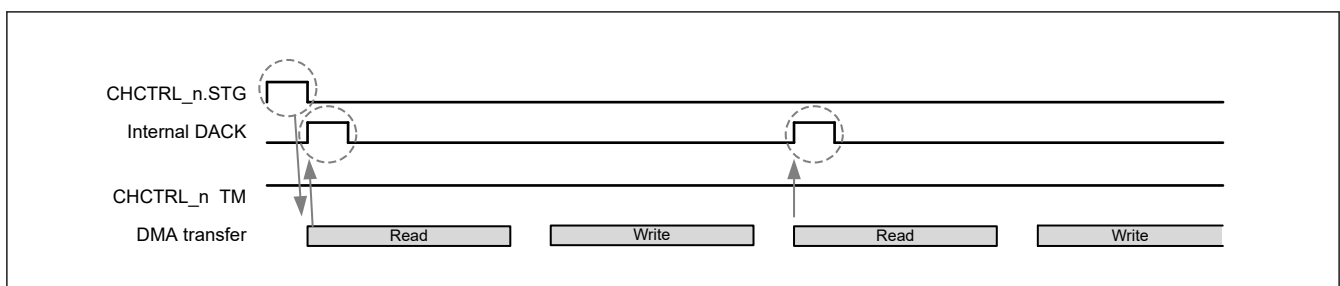 CHCTRL_n.STG
Internal DACK
CHCTRL_n TM
DMA transfer Read Write Read Write